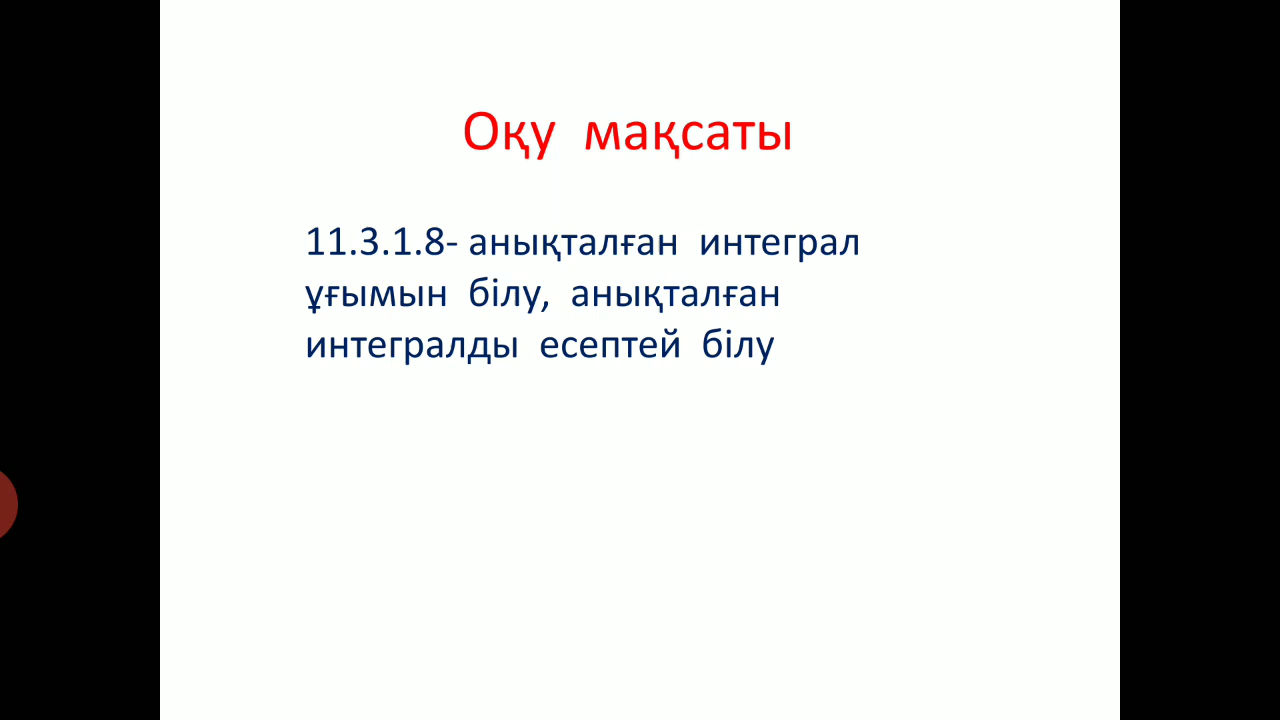 Оқу мақсаты
11.3.1.8- анықталған интеграл
ұғымын білу, анықталған
интегралды есептей білу